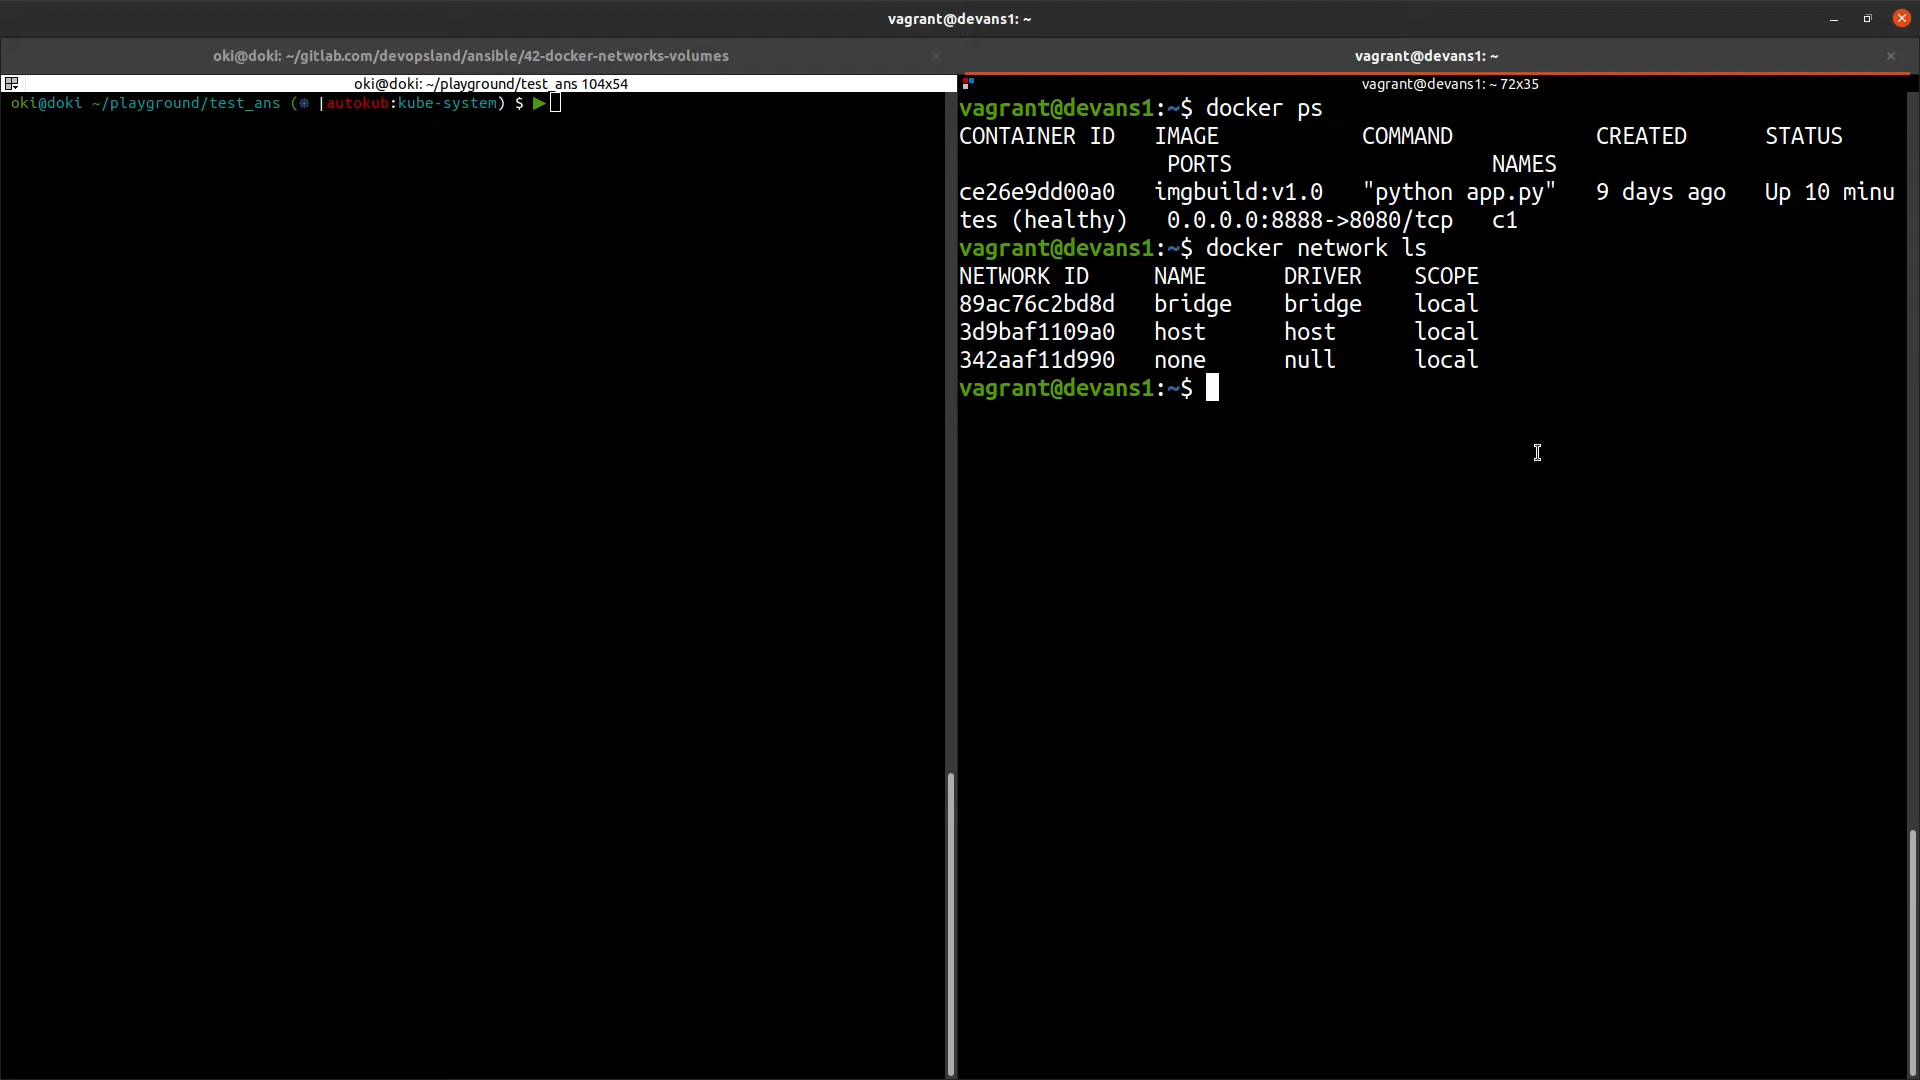 vagrant@devans1: ~
oki@doki: ~/gitlab.com/devopsland/ansible/42-docker-networks-volumes
vagrant@devans1: ~
oki@doki: ~/playground/test_ans 104x54
oki@doki ~/playground/test_ans (⎈ |autokub:kube-system) $ ▶
vagrant@devans1: ~ 72x35
vagrant@devans1:~$ docker ps
CONTAINER ID   IMAGE           COMMAND           CREATED      STATUS
                PORTS                    NAMES
ce26e9dd00a0   imgbuild:v1.0   "python app.py"   9 days ago   Up 10 minu
tes (healthy)   0.0.0.0:8888->8080/tcp   c1
vagrant@devans1:~$ docker network ls
NETWORK ID     NAME      DRIVER    SCOPE
89ac76c2bd8d   bridge    bridge    local
3d9baf1109a0   host      host      local
342aaf11d990   none      null      local
vagrant@devans1:~$